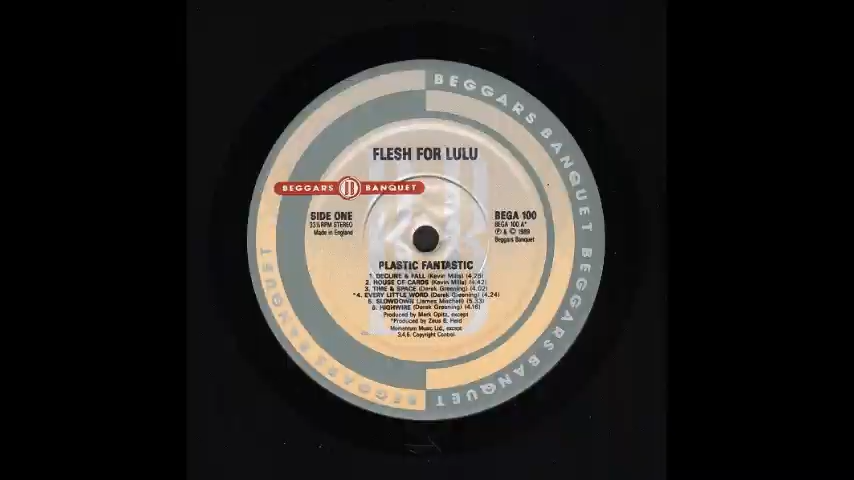 BEGGARS BANQUET BEGGARS BANQUET BEGGARS BANQUET BEGGARS BANQUET
FLESH FOR LULU
BEGGARS BANQUET
SIDE ONE
33⅓ RPM STEREO
Made in England
BEGA 100
BEGA 100 A*
℗ & © 1989
Beggars Banquet
PLASTIC FANTASTIC
1. DECLINE & FALL (Kevin Mills) (4.28)
2. HOUSE OF CARDS (Kevin Mills) (4.42)
3. TIME & SPACE (Derek Greening) (4.02)
*4. EVERY LITTLE WORD (Derek Greening) (4.24)
5. SLOWDOWN (James Mitchell) (5.33)
6. HIGHWIRE (Derek Greening) (4.16)
Produced by Mark Opitz, except
*Produced by Zeus B. Held
Momentum Music Ltd., except
3,4,6. Copyright Control